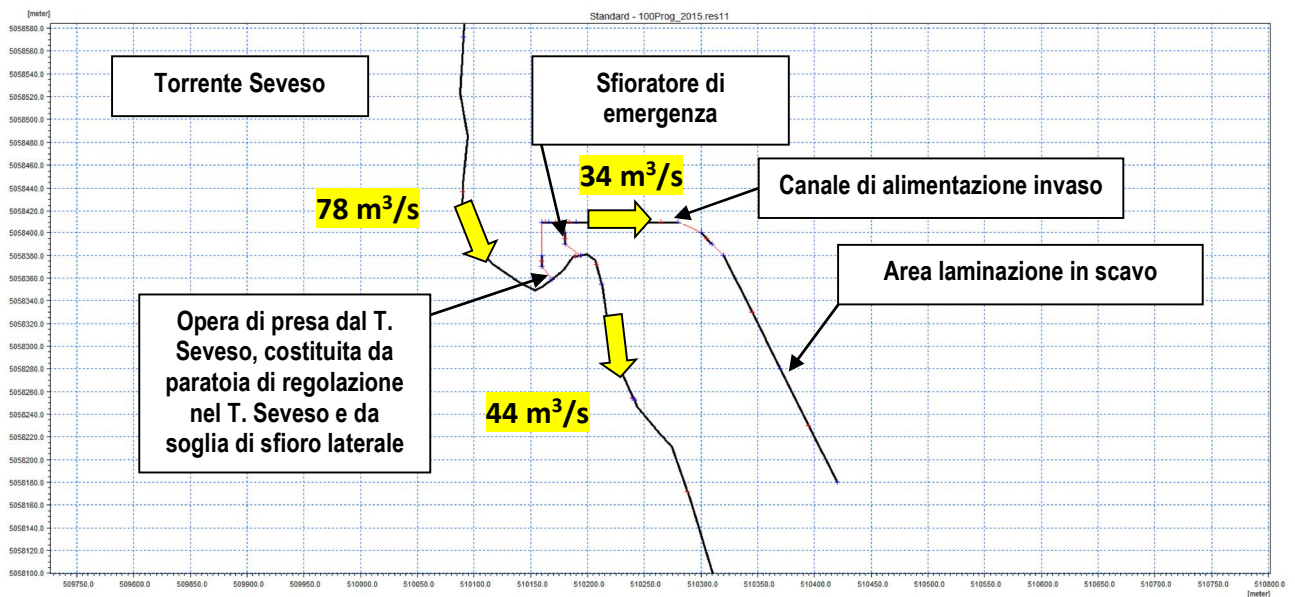 [meter]
Standard - 100Prog_2015.res11
5058580.0
5058560.0
5058540.0
5058520.0
5058500.0
5058480.0
5058460.0
5058440.0
5058420.0
5058400.0
5058380.0
5058360.0
5058340.0
5058320.0
5058300.0
5058280.0
5058260.0
5058240.0
5058220.0
5058200.0
5058180.0
5058160.0
5058140.0
5058120.0
5058100.0
Torrente Seveso
Sfioratore di
emergenza
34 m³/s
Canale di alimentazione invaso
78 m³/s
Area laminazione in scavo
Opera di presa dal T.
Seveso, costituita da
paratoia di regolazione
nel T. Seveso e da
soglia di sfioro laterale
44 m³/s
509750.0 509800.0 509850.0 509900.0 509950.0 510000.0 510050.0 510100.0 510150.0 510200.0 510250.0 510300.0 510350.0 510400.0 510450.0 510500.0 510550.0 510600.0 510650.0 510700.0 510750.0 510800.0
[meter]